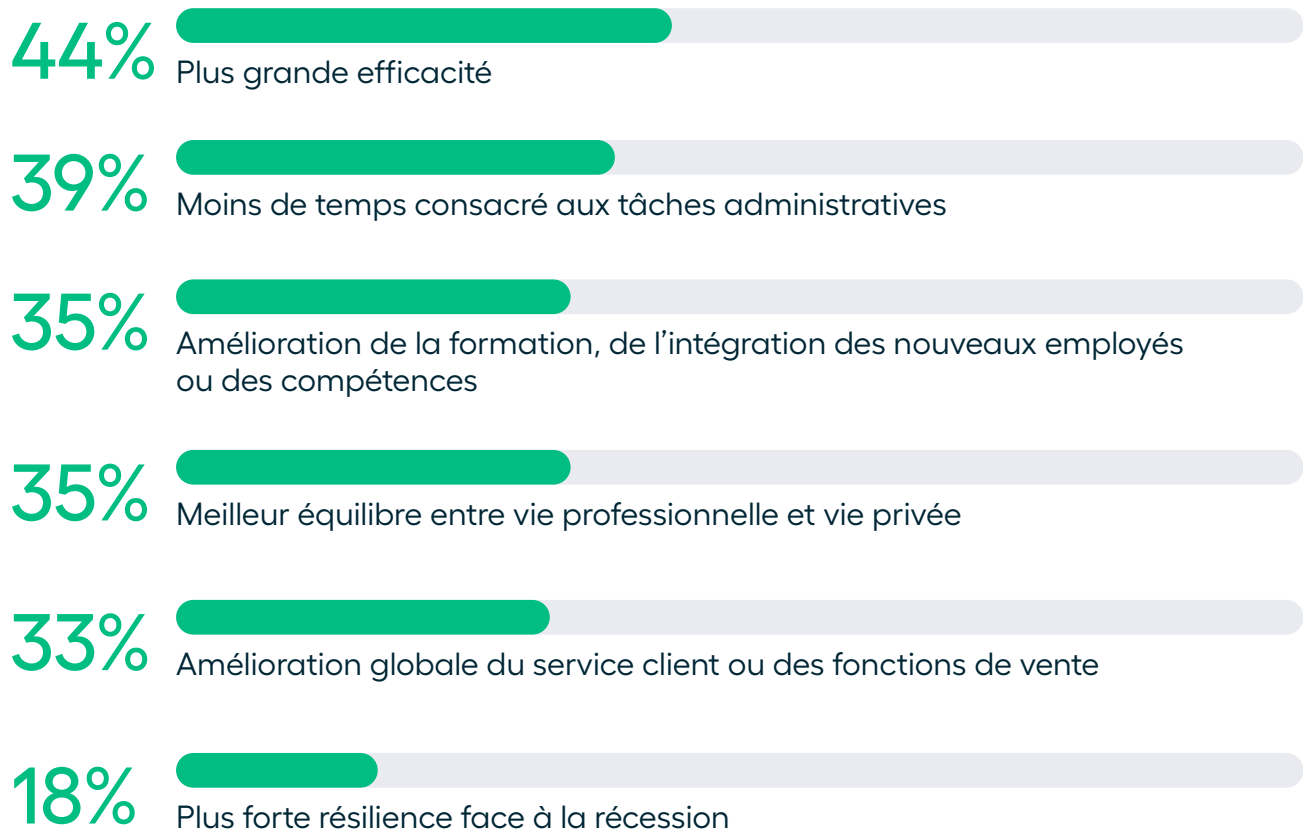 44%
Plus grande efficacité
39%
Moins de temps consacré aux tâches administratives
35%
Amélioration de la formation, de l’intégration des nouveaux employés
ou des compétences
35%
Meilleur équilibre entre vie professionnelle et vie privée
33%
Amélioration globale du service client ou des fonctions de vente
18%
Plus forte résilience face à la récession